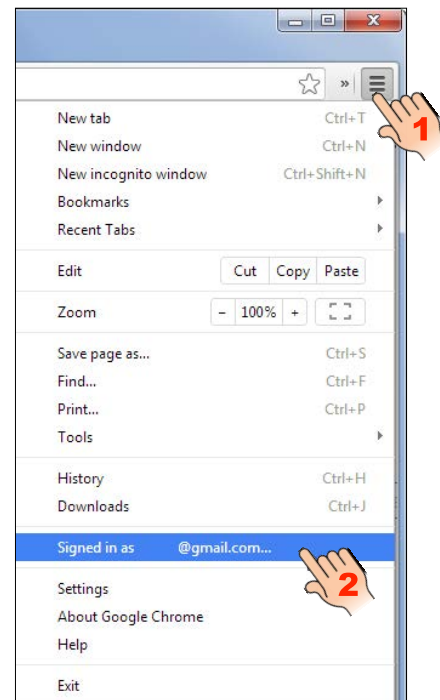 »
1
New tab Ctrl+T
New window Ctrl+N
New incognito window Ctrl+Shift+N
Bookmarks
Recent Tabs
Edit Cut Copy Paste
Zoom - 100% +
Save page as... Ctrl+S
Find... Ctrl+F
Print... Ctrl+P
Tools
History Ctrl+H
Downloads Ctrl+J
Signed in as @gmail.com...
2
Settings
About Google Chrome
Help
Exit